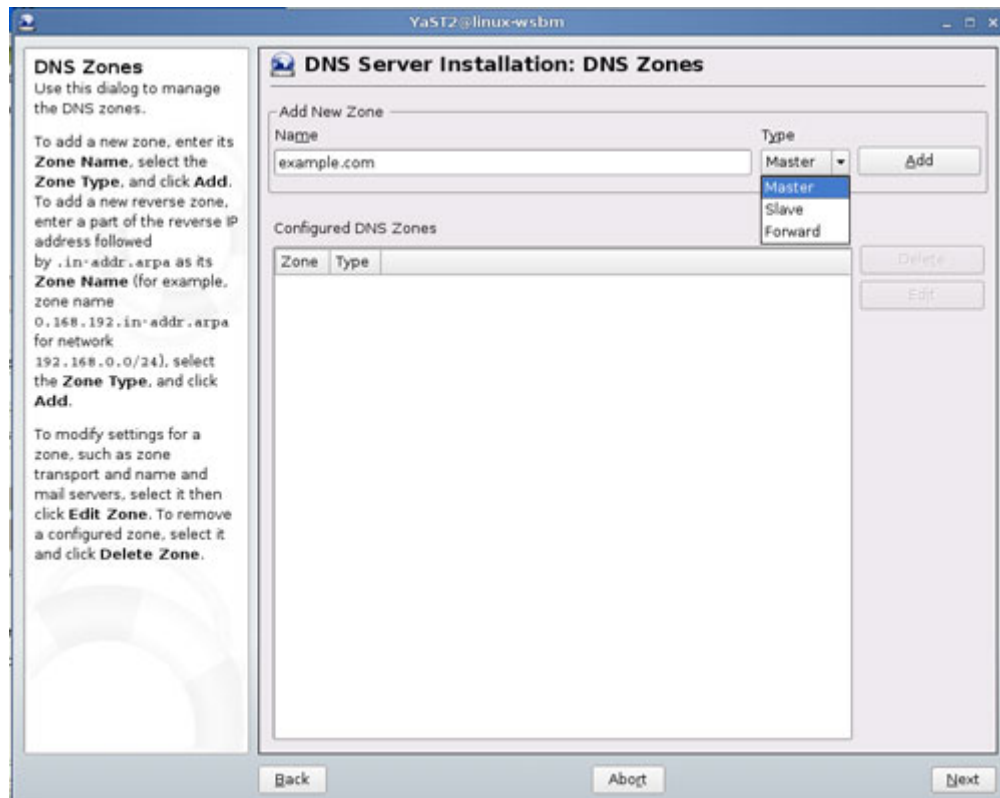 YaST2@linux-wsbm
DNS Zones
Use this dialog to manage
the DNS zones.
To add a new zone, enter its
Zone Name, select the
Zone Type, and click Add.
To add a new reverse zone,
enter a part of the reverse IP
address followed
by .in-addr.arpa as its
Zone Name (for example,
zone name
0.168.192.in-addr.arpa
for network
192.168.0.0/24), select
the Zone Type, and click
Add.
To modify settings for a
zone, such as zone
transport and name and
mail servers, select it then
click Edit Zone. To remove
a configured zone, select it
and click Delete Zone.
DNS Server Installation: DNS Zones
Add New Zone
Name
Type
example.com
Master
Add
Master
Slave
Forward
Configured DNS Zones
Zone
Type
Delete
Edit
Back
Abort
Next